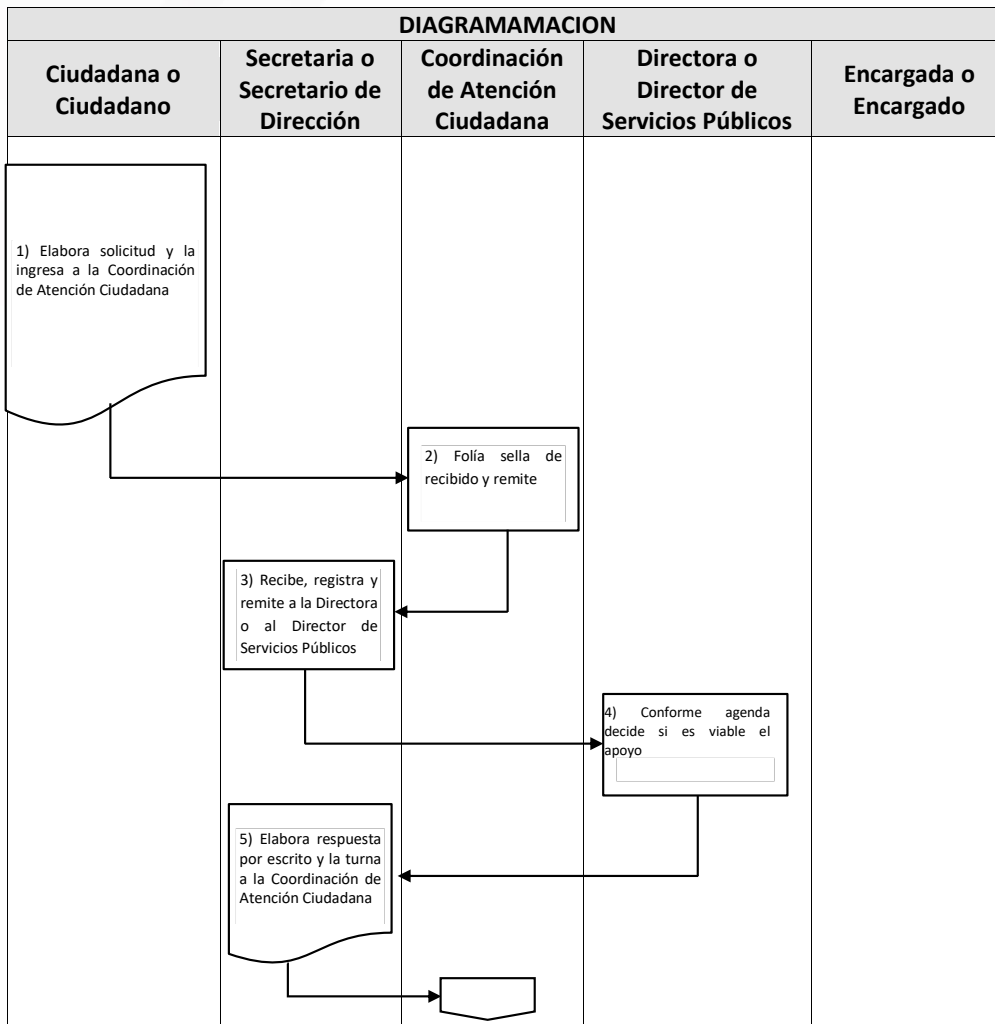 DIAGRAMAMACION
Ciudadana o
Ciudadano
Secretaria o
Secretario de
Dirección
Coordinación
de Atención
Ciudadana
Directora o
Director de
Servicios Públicos
Encargada o
Encargado
1) Elabora solicitud y la
ingresa a la Coordinación
de Atención Ciudadana
2) Folía sella de
recibido y remite
3) Recibe, registra y
remite a la Directora
o al Director de
Servicios Públicos
4) Conforme agenda
decide si es viable el
apoyo
5) Elabora respuesta
por escrito y la turna
a la Coordinación de
Atención Ciudadana